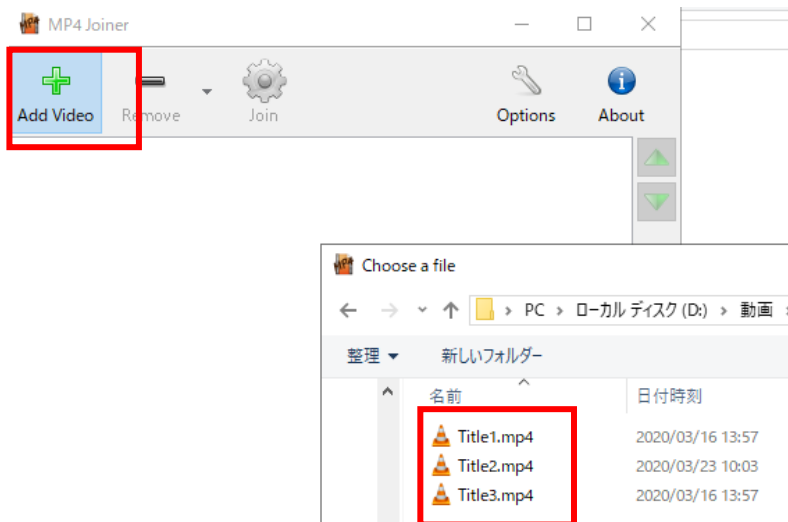 MP4 Joiner
Add Video Remove Join Options About
Choose a file
PC > ローカル ディスク (D:) > 動画 >
整理 新しいフォルダー
名前 日付時刻
Title1.mp4 2020/03/16 13:57
Title2.mp4 2020/03/23 10:03
Title3.mp4 2020/03/16 13:57